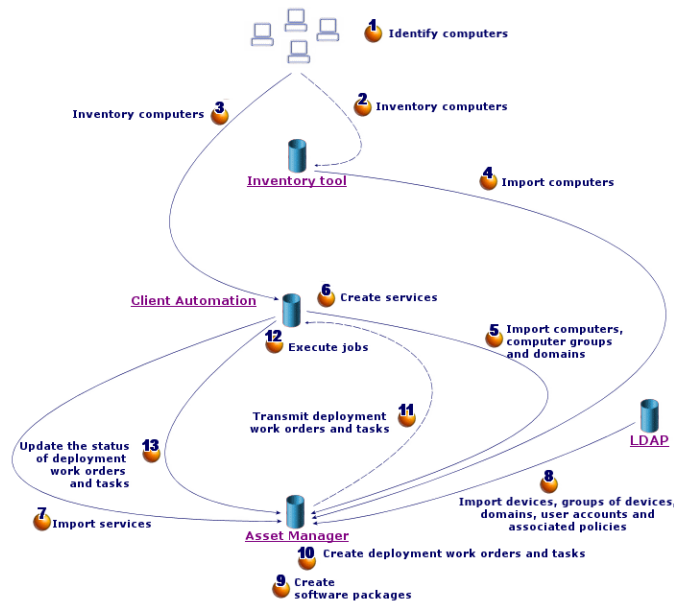 1 Identify computers
3
Inventory computers
2 Inventory computers
Inventory tool
4 Import computers
6 Create services
Client Automation
12 Execute jobs
5 Import computers,
computer groups
and domains
11
Transmit deployment
work orders and tasks
LDAP
13
Update the status
of deployment
work orders
and tasks
8
Import devices, groups of devices,
domains, user accounts and
associated policies
7 Import services
Asset Manager
10 Create deployment work orders and tasks
9 Create
software packages